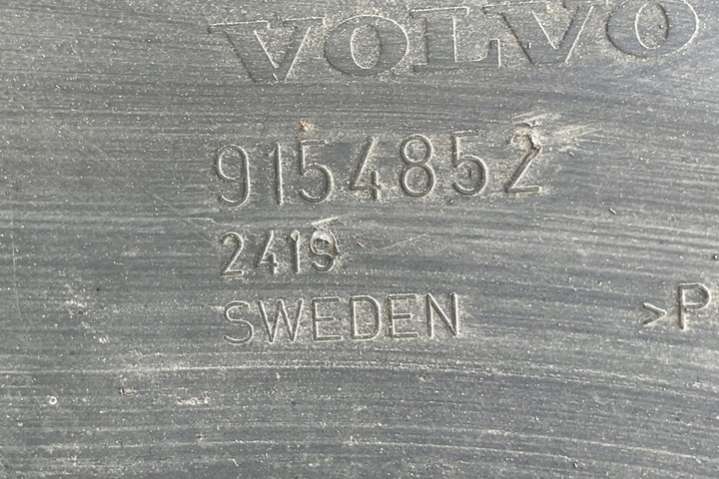 VOLVO
9154852
2419
SWEDEN
>P